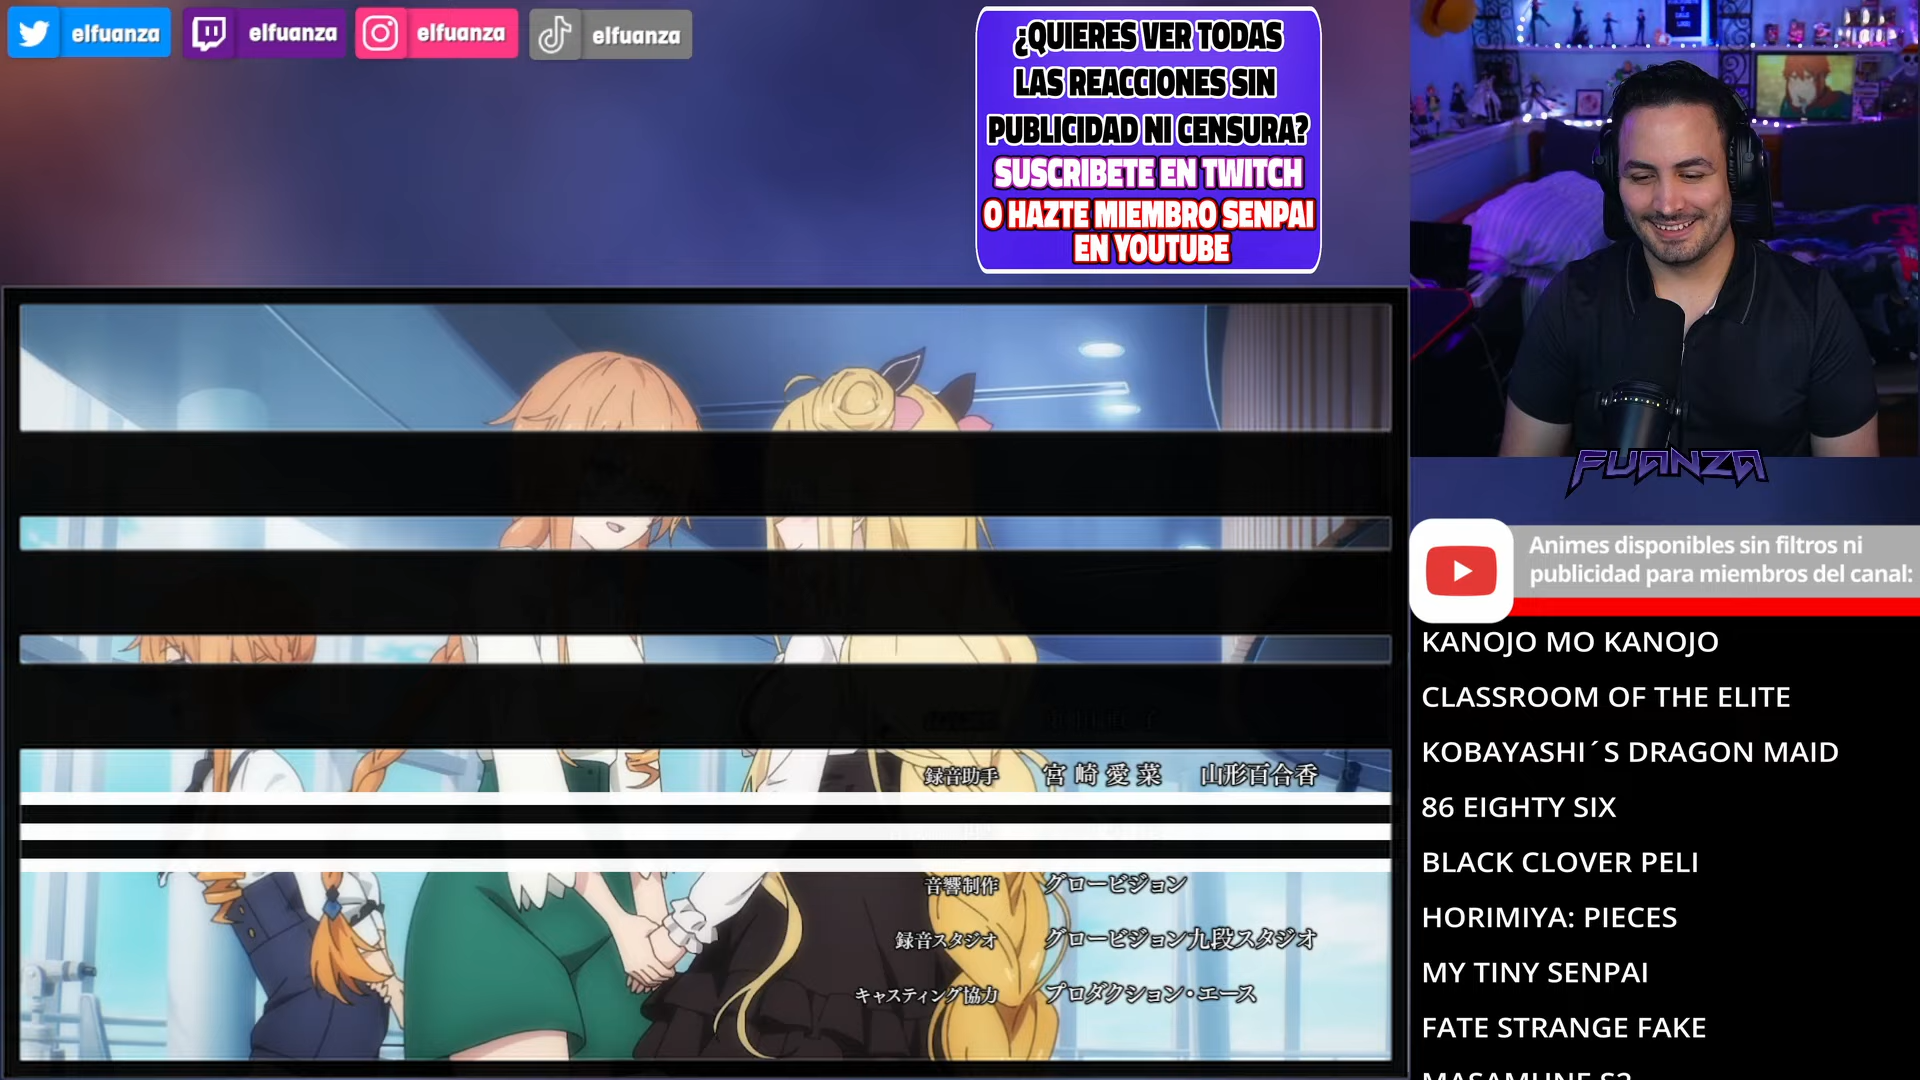 elfuanza
elfuanza
elfuanza
elfuanza
¿QUIERES VER TODAS
LAS REACCIONES SIN
PUBLICIDAD NI CENSURA?
SUSCRIBETE EN TWITCH
O HAZTE MIEMBRO SENPAI
EN YOUTUBE
FUANZA
Animes disponibles sin filtros ni
publicidad para miembros del canal:
KANOJO MO KANOJO
CLASSROOM OF THE ELITE
KOBAYASHI´S DRAGON MAID
86 EIGHTY SIX
BLACK CLOVER PELI
HORIMIYA: PIECES
MY TINY SENPAI
FATE STRANGE FAKE
MASAMUNE S2
録音助手 宮崎愛菜 山形百合香
音響制作 グロービジョン
録音スタジオ グロービジョン九段スタジオ
キャスティング協力 プロダクション・エース